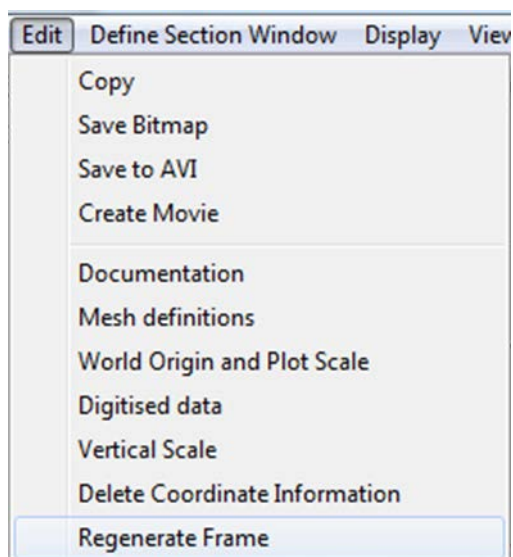 Edit Define Section Window Display View
Copy
Save Bitmap
Save to AVI
Create Movie
Documentation
Mesh definitions
World Origin and Plot Scale
Digitised data
Vertical Scale
Delete Coordinate Information
Regenerate Frame